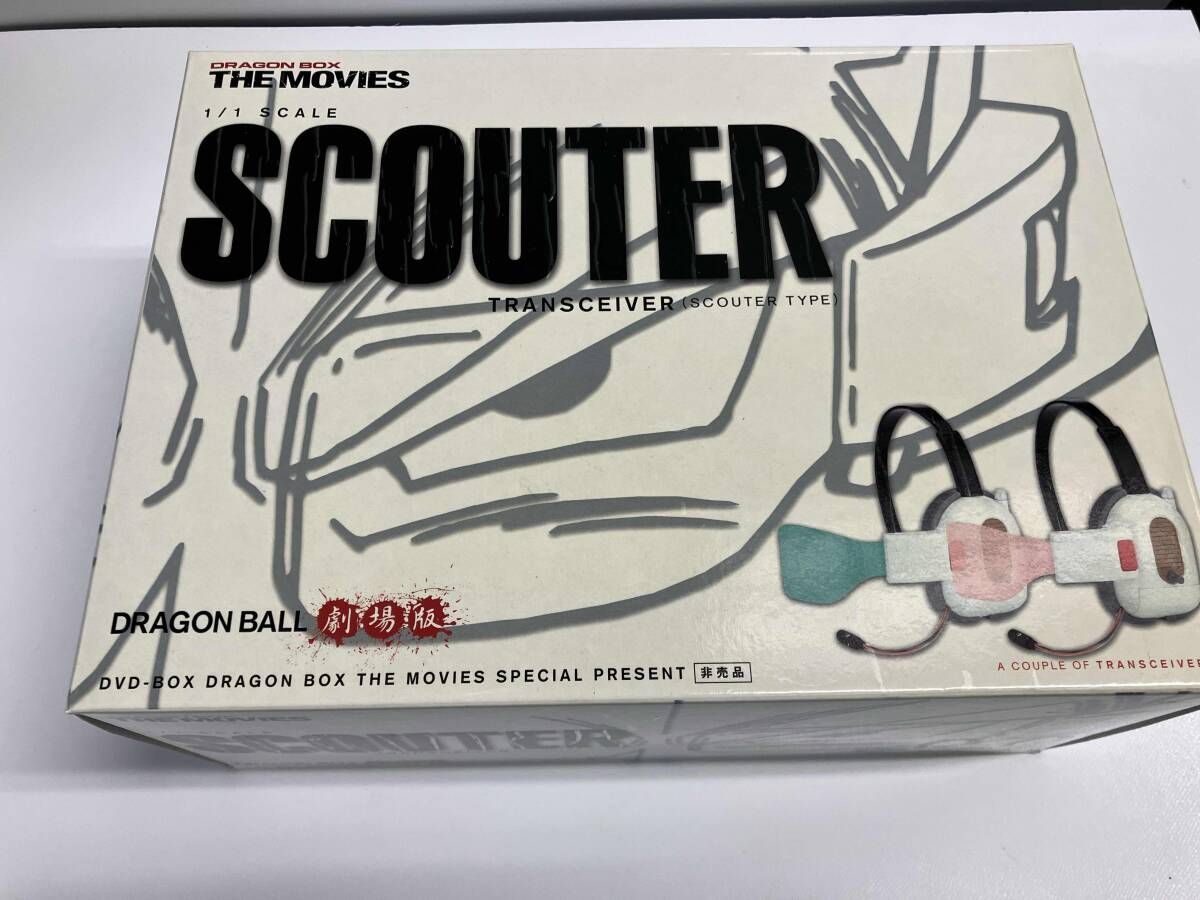 DRAGON BOX
THE MOVIES
1/1 SCALE
SCOUTER
TRANSCEIVER (SCOUTER TYPE)
DRAGON BALL 劇場版
DVD-BOX DRAGON BOX THE MOVIES SPECIAL PRESENT 非売品
A COUPLE OF TRANSCEIVER
THE MOVIES
SCOUTER